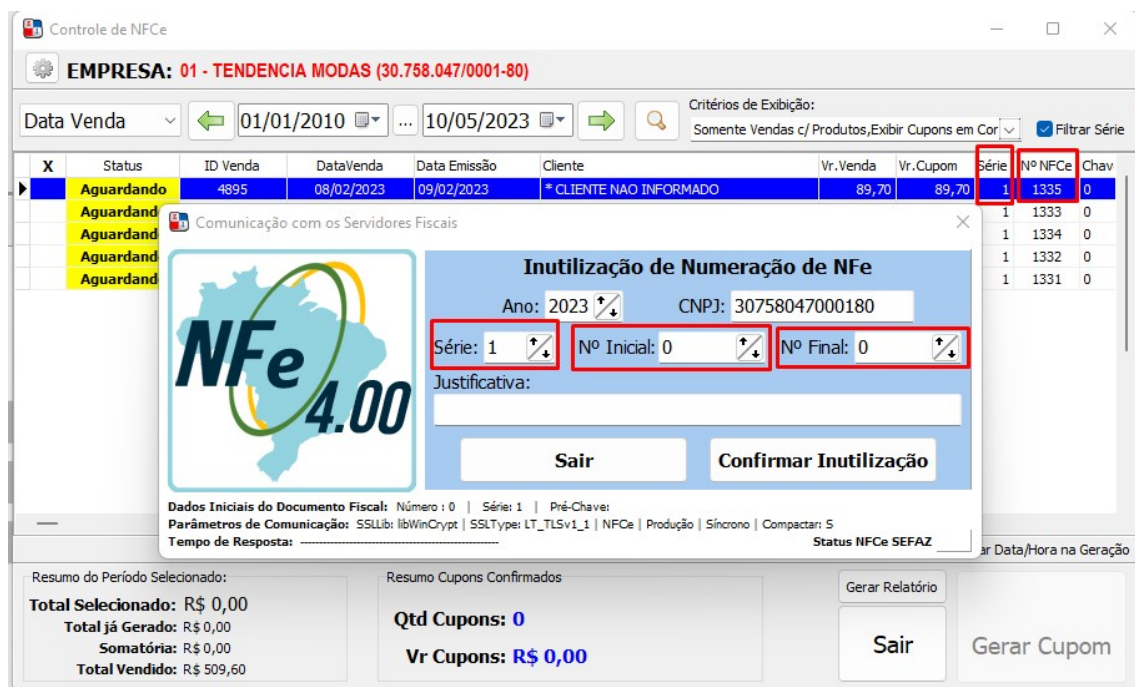 Controle de NFCe
EMPRESA: 01 - TENDENCIA MODAS (30.758.047/0001-80)
Critérios de Exibição:
Data Venda 01/01/2010 ... 10/05/2023 Somente Vendas c/ Produtos,Exibir Cupons em Cor Filtrar Série
X Status ID Venda DataVenda Data Emissão Cliente Vr.Venda Vr.Cupom Série Nº NFCe Chav
Aguardando 4895 08/02/2023 09/02/2023 * CLIENTE NAO INFORMADO 89,70 89,70 1 1335 0
Aguard 1 1333 0
Aguardand 1 1334 0
Aguardand 1 1332 0
Aguardand 1 1331 0
Comunicação com os Servidores Fiscais
NFe
4.00
Inutilização de Numeração de NFe
Ano: 2023 CNPJ: 30758047000180
Série: 1 Nº Inicial: 0 Nº Final: 0
Justificativa:
Sair Confirmar Inutilização
Dados Iniciais do Documento Fiscal: Número : 0 | Série: 1 | Pré-Chave:
Parâmetros de Comunicação: SSLLib: libWinCrypt | SSLType: LT_TLSv1_1 | NFCe | Produção | Síncrono | Compactar: S
Tempo de Resposta: ---------------------------------------------------- Status NFCe SEFAZ
ar Data/Hora na Geração
Resumo do Período Selecionado:
Total Selecionado: R$ 0,00
Total já Gerado: R$ 0,00
Somatória: R$ 0,00
Total Vendido: R$ 509,60
Resumo Cupons Confirmados
Qtd Cupons: 0
Vr Cupons: R$ 0,00
Gerar Relatório
Sair
Gerar Cupom